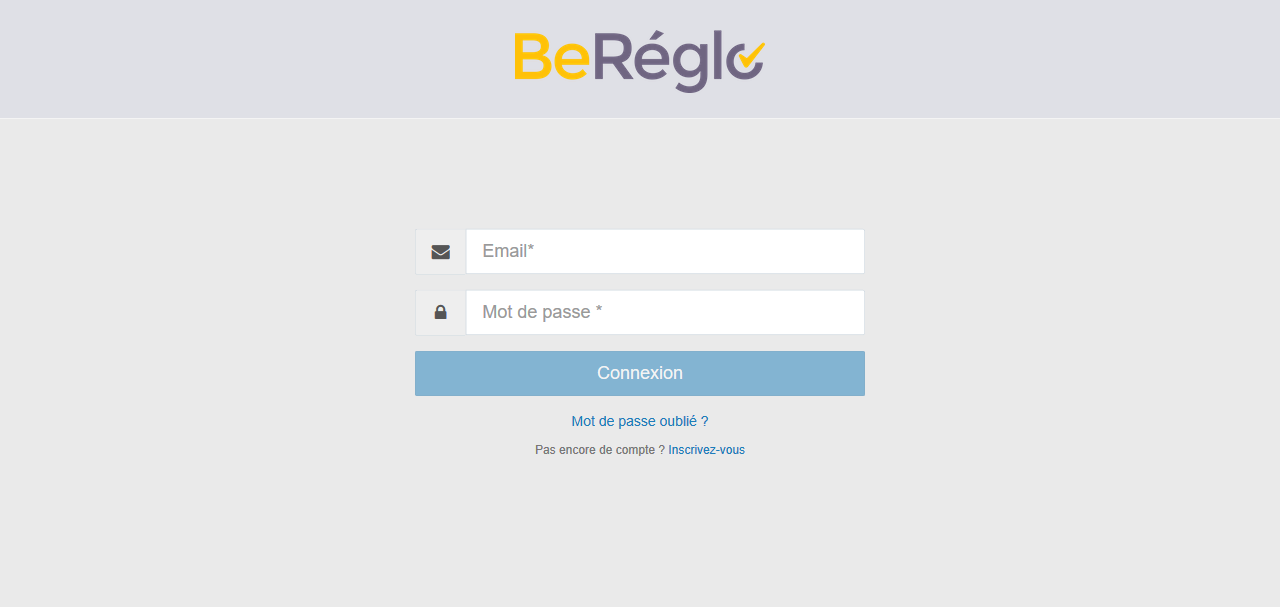 BeRéglo
Email*
Mot de passe *
Connexion
Mot de passe oublié ?
Pas encore de compte ? Inscrivez-vous